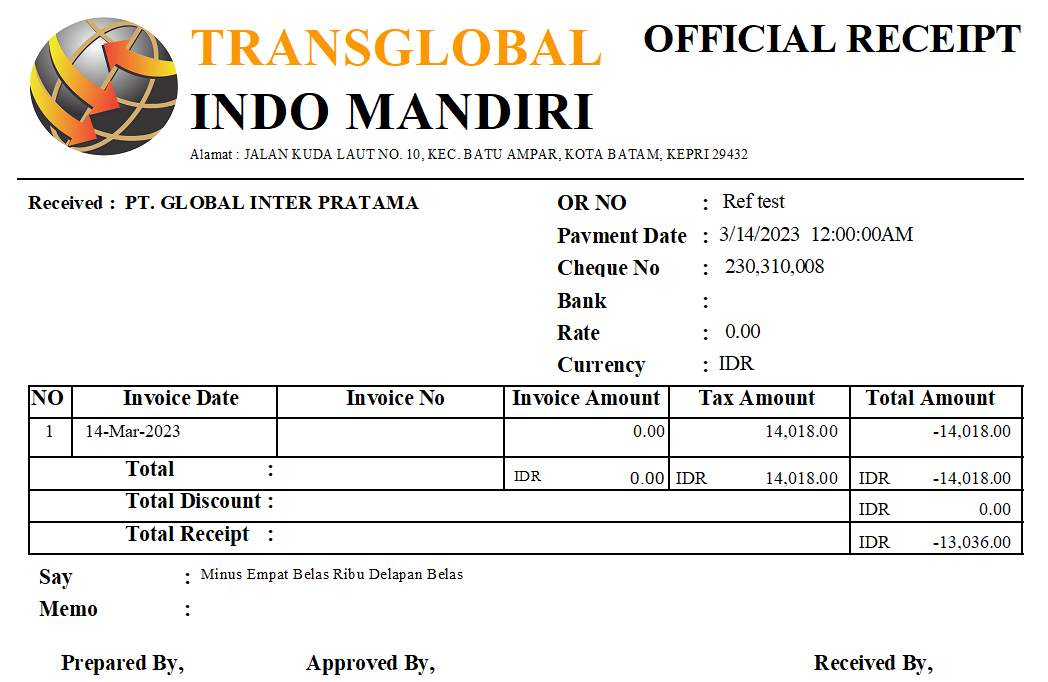 TRANSGLOBAL
OFFICIAL RECEIPT
INDO MANDIRI
Alamat : JALAN KUDA LAUT NO. 10, KEC. BATU AMPAR, KOTA BATAM, KEPRI 29432
Received : PT. GLOBAL INTER PRATAMA
OR NO : Ref test
Payment Date : 3/14/2023 12:00:00AM
Cheque No : 230,310,008
Bank :
Rate : 0.00
Currency : IDR
NO Invoice Date Invoice No Invoice Amount Tax Amount Total Amount
1 14-Mar-2023 0.00 14,018.00 -14,018.00
Total : IDR 0.00 IDR 14,018.00 IDR -14,018.00
Total Discount : IDR 0.00
Total Receipt : IDR -13,036.00
Say : Minus Empat Belas Ribu Delapan Belas
Memo :
Prepared By, Approved By, Received By,